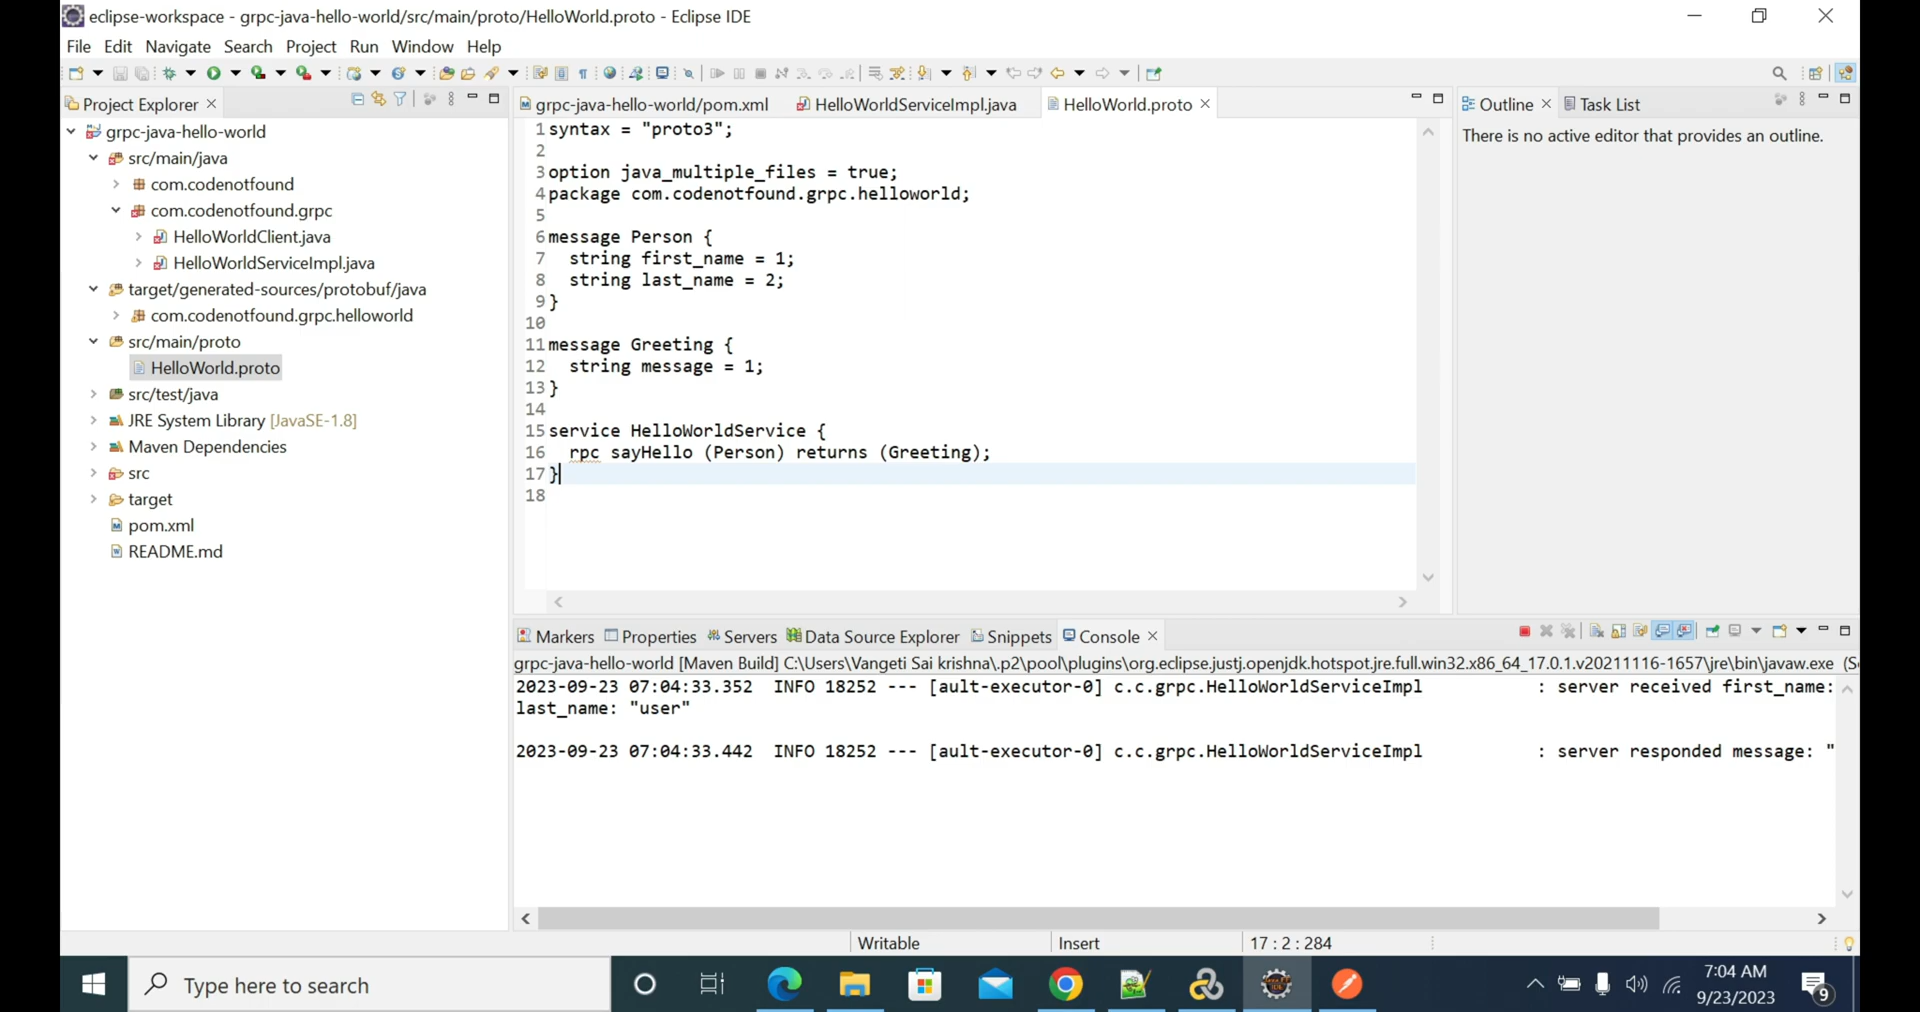 eclipse-workspace - grpc-java-hello-world/src/main/proto/HelloWorld.proto - Eclipse IDE
File Edit Navigate Search Project Run Window Help
Project Explorer
grpc-java-hello-world/pom.xml HelloWorldServiceImpl.java HelloWorld.proto
Outline Task List
There is no active editor that provides an outline.
grpc-java-hello-world
src/main/java
com.codenotfound
com.codenotfound.grpc
HelloWorldClient.java
HelloWorldServiceImpl.java
target/generated-sources/protobuf/java
com.codenotfound.grpc.helloworld
src/main/proto
HelloWorld.proto
src/test/java
JRE System Library [JavaSE-1.8]
Maven Dependencies
src
target
pom.xml
README.md
1 syntax = "proto3";
2
3 option java_multiple_files = true;
4 package com.codenotfound.grpc.helloworld;
5
6 message Person {
7   string first_name = 1;
8   string last_name = 2;
9 }
10
11 message Greeting {
12   string message = 1;
13 }
14
15 service HelloWorldService {
16   rpc sayHello (Person) returns (Greeting);
17 }
18
Markers Properties Servers Data Source Explorer Snippets Console
grpc-java-hello-world [Maven Build] C:\Users\Vangeti Sai krishna\.p2\pool\plugins\org.eclipse.justj.openjdk.hotspot.jre.full.win32.x86_64_17.0.1.v20211116-1657\jre\bin\javaw.exe (S
2023-09-23 07:04:33.352  INFO 18252 --- [ault-executor-0] c.c.grpc.HelloWorldServiceImpl           : server received first_name:
last_name: "user"
2023-09-23 07:04:33.442  INFO 18252 --- [ault-executor-0] c.c.grpc.HelloWorldServiceImpl           : server responded message: "
Writable Insert 17 : 2 : 284
Type here to search
7:04 AM
9/23/2023
9